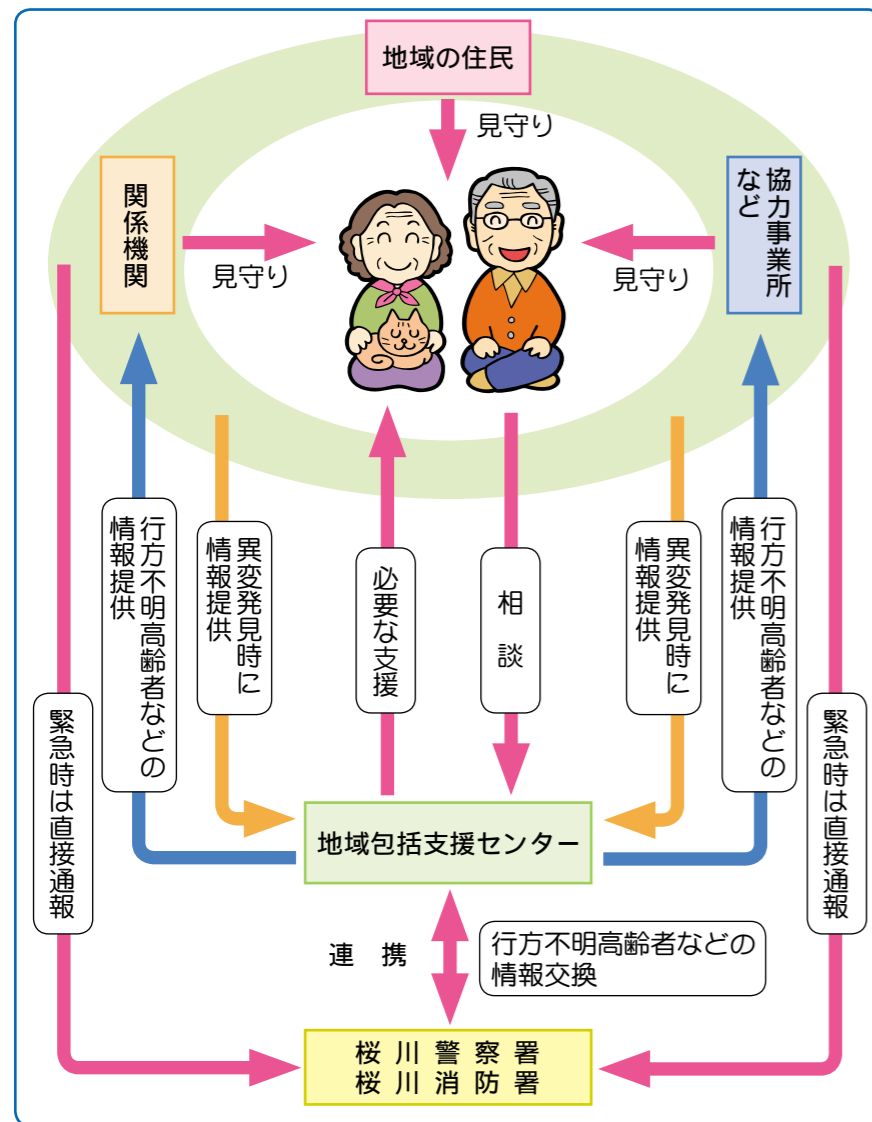 地域の住民
見守り
関係機関
見守り
協力事業所
など
見守り
行方不明高齢者などの
情報提供
異変発見時に
情報提供
必要な支援
相談
異変発見時に
情報提供
行方不明高齢者などの
情報提供
緊急時は直接通報
緊急時は直接通報
地域包括支援センター
連携
行方不明高齢者などの
情報交換
桜川警察署
桜川消防署